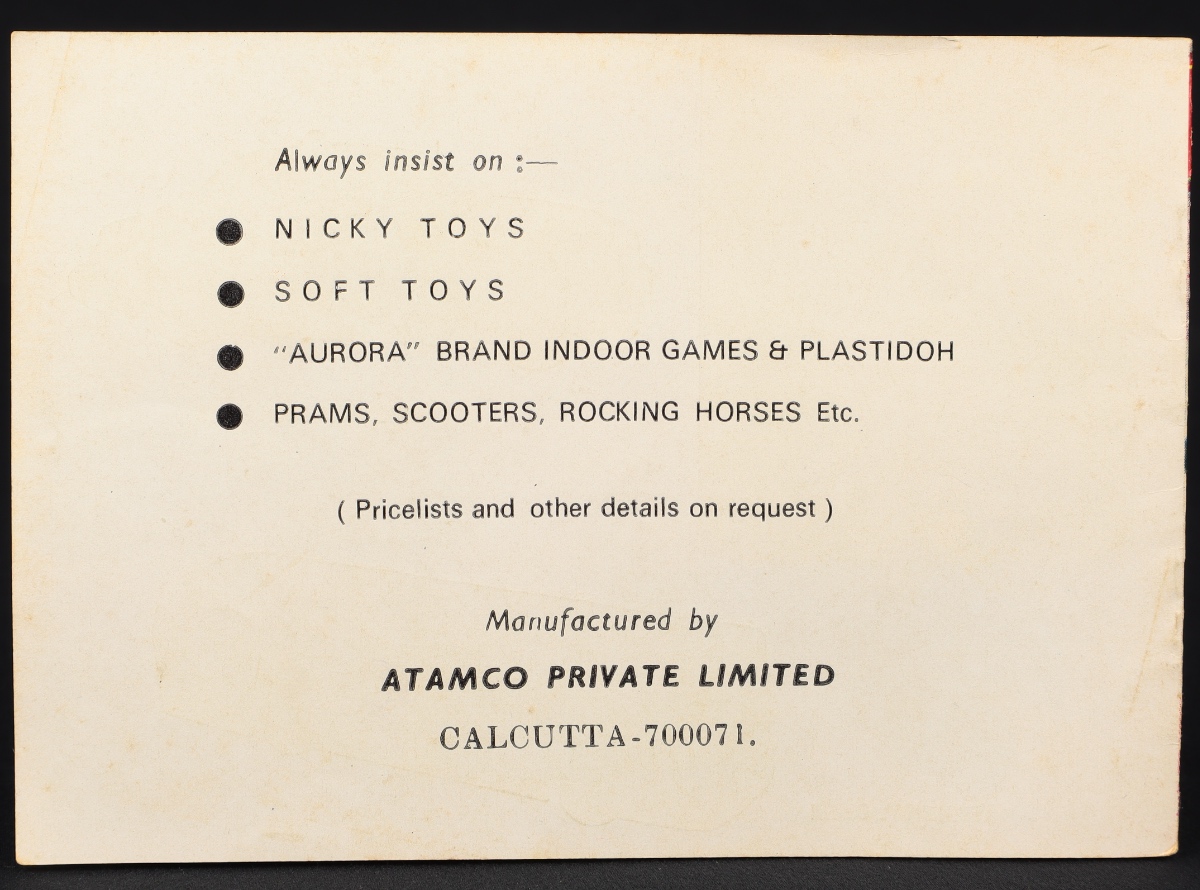 Always insist on :—
● NICKY TOYS
● SOFT TOYS
● “AURORA” BRAND INDOOR GAMES & PLASTIDOH
● PRAMS, SCOOTERS, ROCKING HORSES Etc.
( Pricelists and other details on request )
Manufactured by
ATAMCO PRIVATE LIMITED
CALCUTTA-700071.